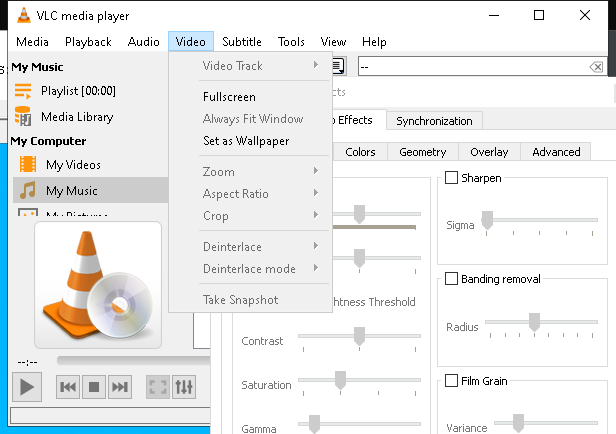 VLC media player
Media Playback Audio Video Subtitle Tools View Help
My Music
Playlist [00:00]
Media Library
My Computer
My Videos
My Music
My Pictures
--:--
Video Track
Fullscreen
Always Fit Window
Set as Wallpaper
Zoom
Aspect Ratio
Crop
Deinterlace
Deinterlace mode
Take Snapshot
--
cts
Effects Synchronization
Colors Geometry Overlay Advanced
Sharpen
Sigma
Banding removal
Radius
Film Grain
Variance
htness Threshold
Contrast
Saturation
Gamma